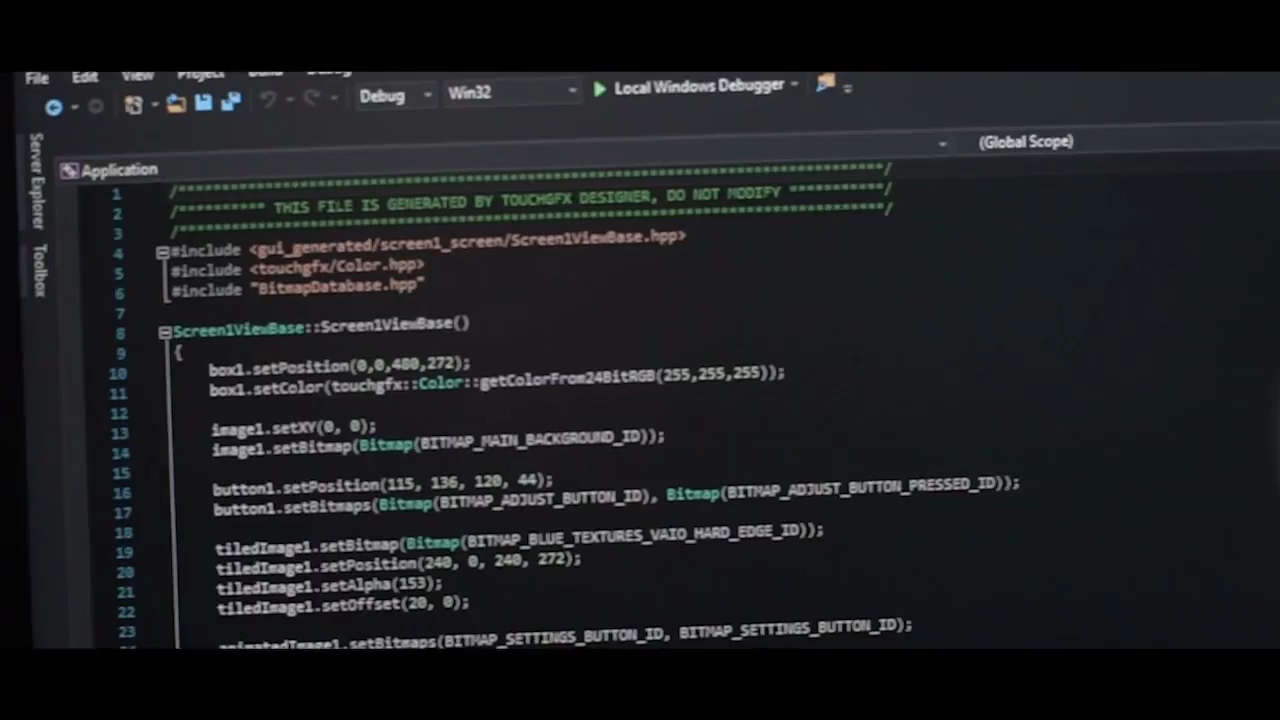 File Edit View Project Build Debug
Debug Win32 Local Windows Debugger
Server Explorer
Toolbox
Application (Global Scope)
1 /*********************************************************************************/
2 /********** THIS FILE IS GENERATED BY TOUCHGFX DESIGNER, DO NOT MODIFY ***********/
3 /*********************************************************************************/
4 #include <gui_generated/screen1_screen/Screen1ViewBase.hpp>
5 #include <touchgfx/Color.hpp>
6 #include "BitmapDatabase.hpp"
7
8 Screen1ViewBase::Screen1ViewBase()
9 {
10 box1.setPosition(0,0,480,272);
11 box1.setColor(touchgfx::Color::getColorFrom24BitRGB(255,255,255));
12
13 image1.setXY(0, 0);
14 image1.setBitmap(Bitmap(BITMAP_MAIN_BACKGROUND_ID));
15
16 button1.setPosition(115, 136, 120, 44);
17 button1.setBitmaps(Bitmap(BITMAP_ADJUST_BUTTON_ID), Bitmap(BITMAP_ADJUST_BUTTON_PRESSED_ID));
18
19 tiledImage1.setBitmap(Bitmap(BITMAP_BLUE_TEXTURES_VAIO_HARD_EDGE_ID));
20 tiledImage1.setPosition(240, 0, 240, 272);
21 tiledImage1.setAlpha(153);
22 tiledImage1.setOffset(20, 0);
23
animatedImage1.setBitmaps(BITMAP_SETTINGS_BUTTON_ID, BITMAP_SETTINGS_BUTTON_ID);